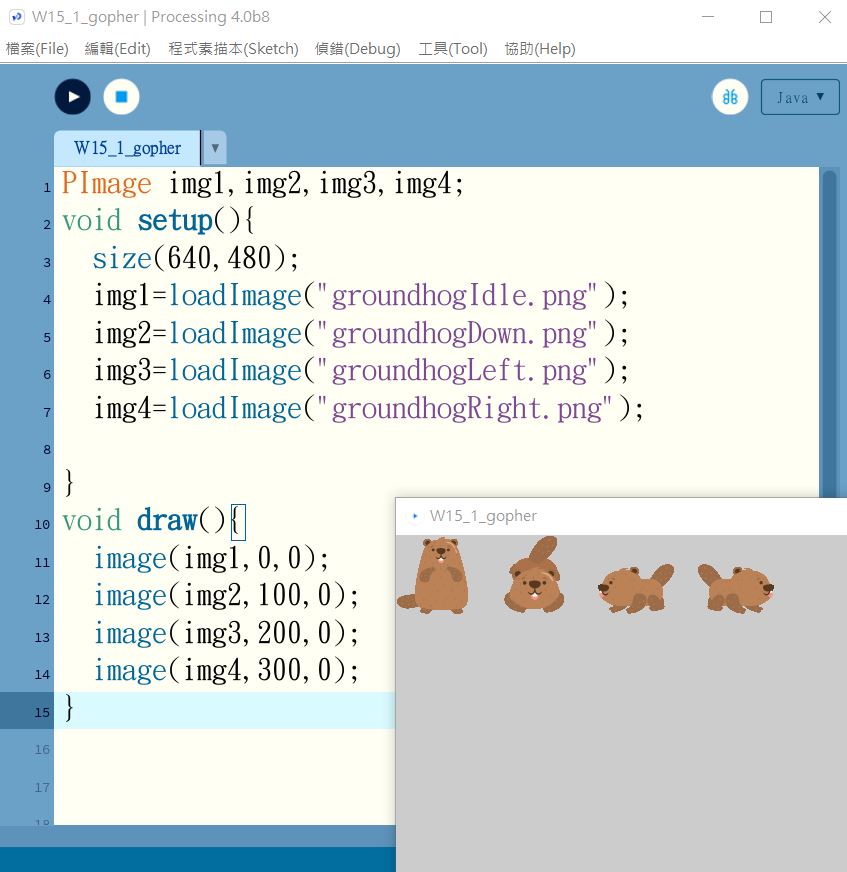 W15_1_gopher | Processing 4.0b8
檔案(File) 編輯(Edit) 程式素描本(Sketch) 偵錯(Debug) 工具(Tool) 協助(Help)
Java ▼
W15_1_gopher ▼
1 PImage img1,img2,img3,img4;
2 void setup(){
3   size(640,480);
4   img1=loadImage("groundhogIdle.png");
5   img2=loadImage("groundhogDown.png");
6   img3=loadImage("groundhogLeft.png");
7   img4=loadImage("groundhogRight.png");
8
9 }
10 void draw(){
11   image(img1,0,0);
12   image(img2,100,0);
13   image(img3,200,0);
14   image(img4,300,0);
15 }
16
17
18
W15_1_gopher